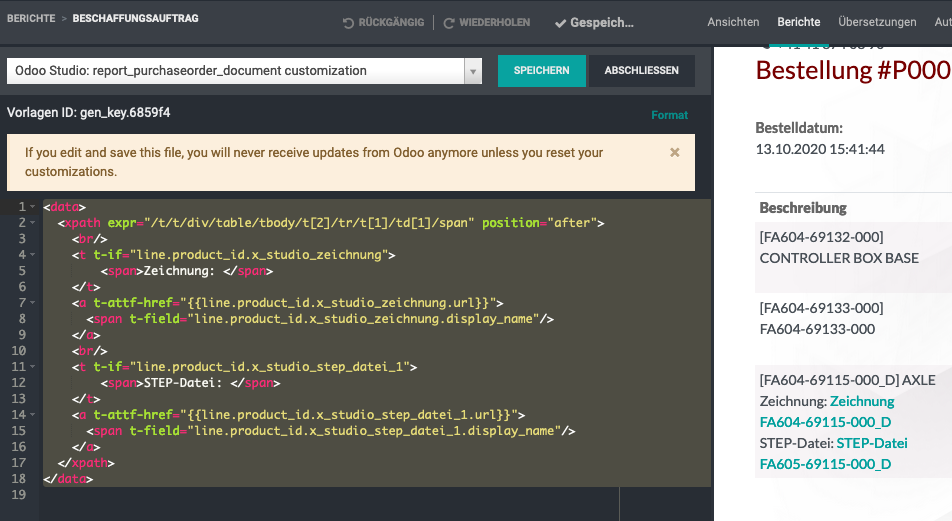 BERICHTE > BESCHAFFUNGSAUFTRAG
RÜCKGÄNGIG
WIEDERHOLEN
Gespeich...
Ansichten
Berichte
Übersetzungen
Aut
Odoo Studio: report_purchaseorder_document customization
SPEICHERN
ABSCHLIESSEN
Vorlagen ID: gen_key.6859f4
Format
If you edit and save this file, you will never receive updates from Odoo anymore unless you reset your
customizations.
×
1 <data>
2 <xpath expr="/t/t/div/table/tbody/t[2]/tr/t[1]/td[1]/span" position="after">
3 <br/>
4 <t t-if="line.product_id.x_studio_zeichnung">
5 <span>Zeichnung: </span>
6 </t>
7 <a t-attf-href="{{line.product_id.x_studio_zeichnung.url}}">
8 <span t-field="line.product_id.x_studio_zeichnung.display_name"/>
9 </a>
10 <br/>
11 <t t-if="line.product_id.x_studio_step_datei_1">
12 <span>STEP-Datei: </span>
13 </t>
14 <a t-attf-href="{{line.product_id.x_studio_step_datei_1.url}}">
15 <span t-field="line.product_id.x_studio_step_datei_1.display_name"/>
16 </a>
17 </xpath>
18 </data>
19
Bestellung #P000
Bestelldatum:
13.10.2020 15:41:44
Beschreibung
[FA604-69132-000]
CONTROLLER BOX BASE
[FA604-69133-000]
FA604-69133-000
[FA604-69115-000_D] AXLE
Zeichnung: Zeichnung
FA604-69115-000_D
STEP-Datei: STEP-Datei
FA605-69115-000_D